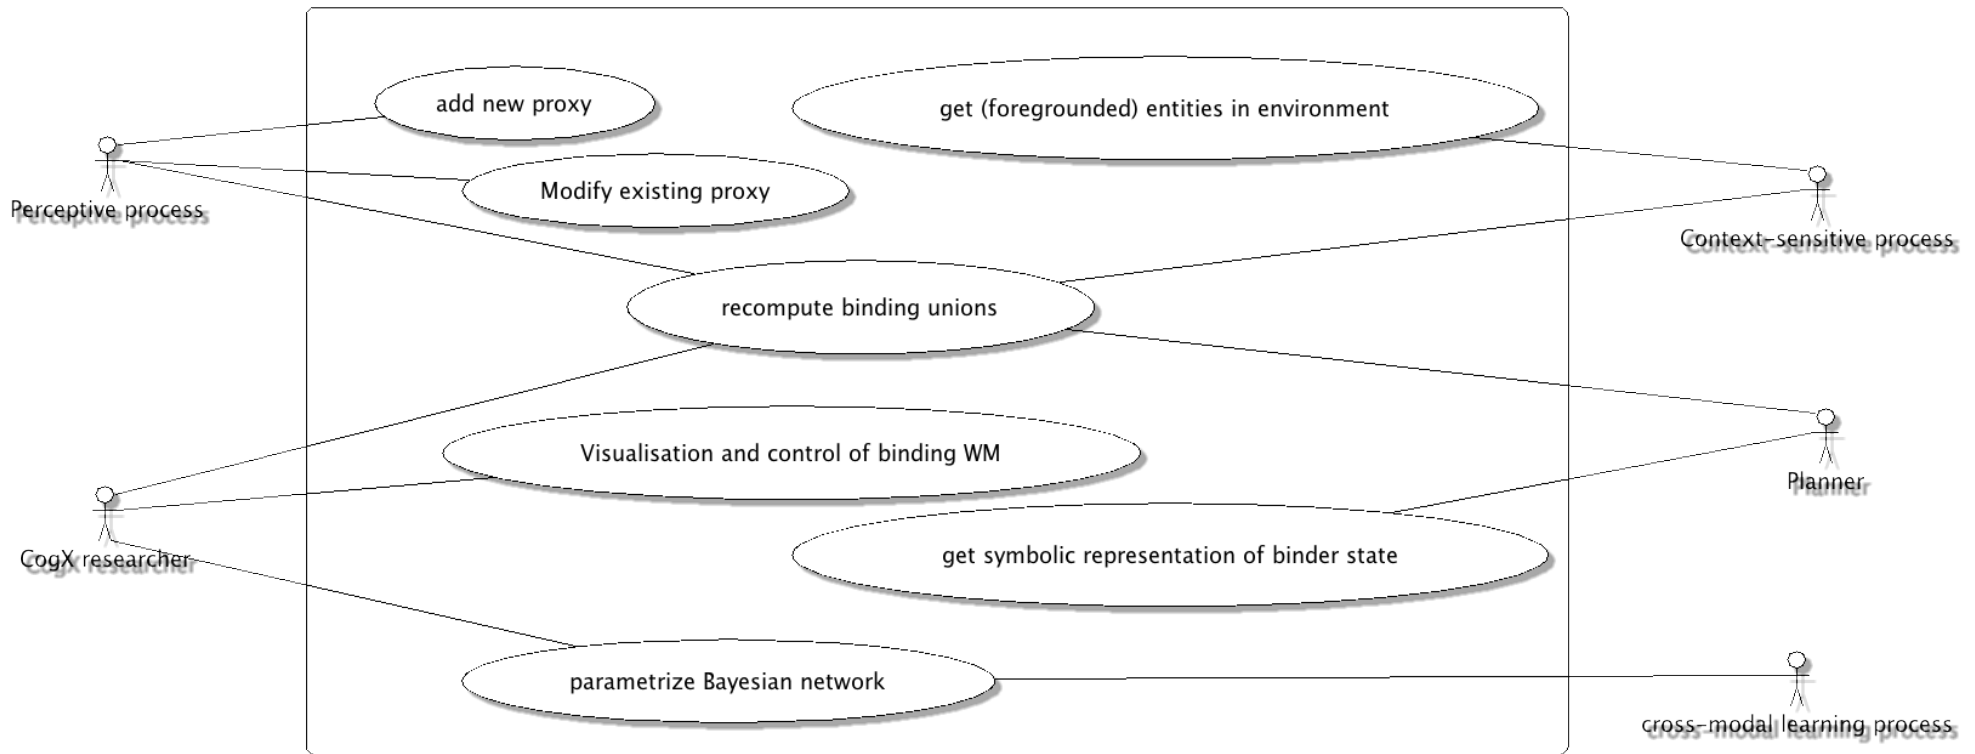 add new proxy
get (foregrounded) entities in environment
Modify existing proxy
Perceptive process
Context-sensitive process
recompute binding unions
Visualisation and control of binding WM
Planner
get symbolic representation of binder state
CogX researcher
parametrize Bayesian network
cross-modal learning process